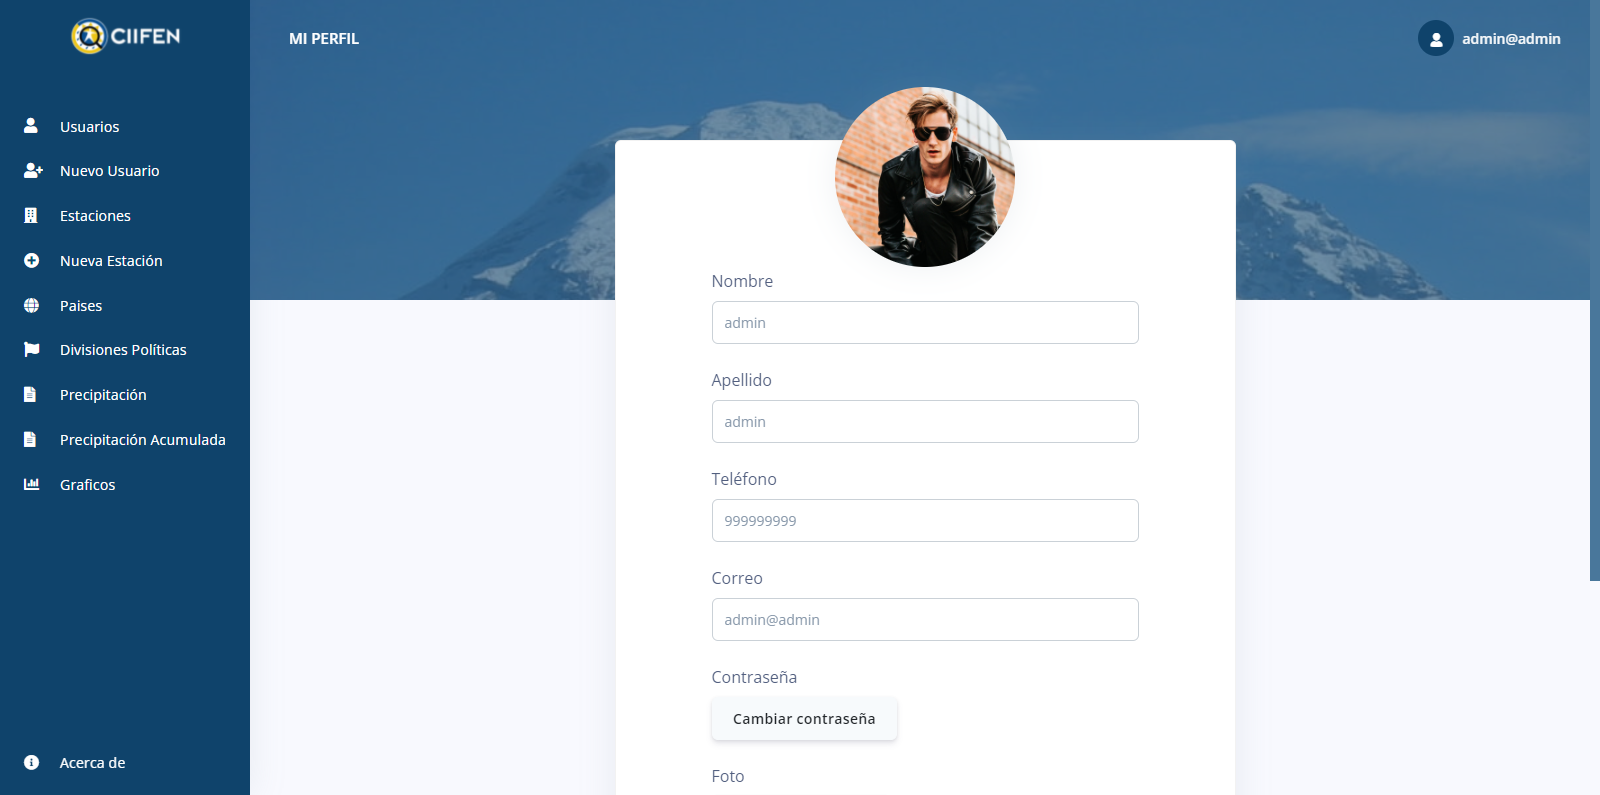 CIIFEN
MI PERFIL
admin@admin
Usuarios
Nuevo Usuario
Estaciones
Nueva Estación
Paises
Divisiones Políticas
Precipitación
Precipitación Acumulada
Graficos
Acerca de
Nombre
admin
Apellido
admin
Teléfono
999999999
Correo
admin@admin
Contraseña
Cambiar contraseña
Foto